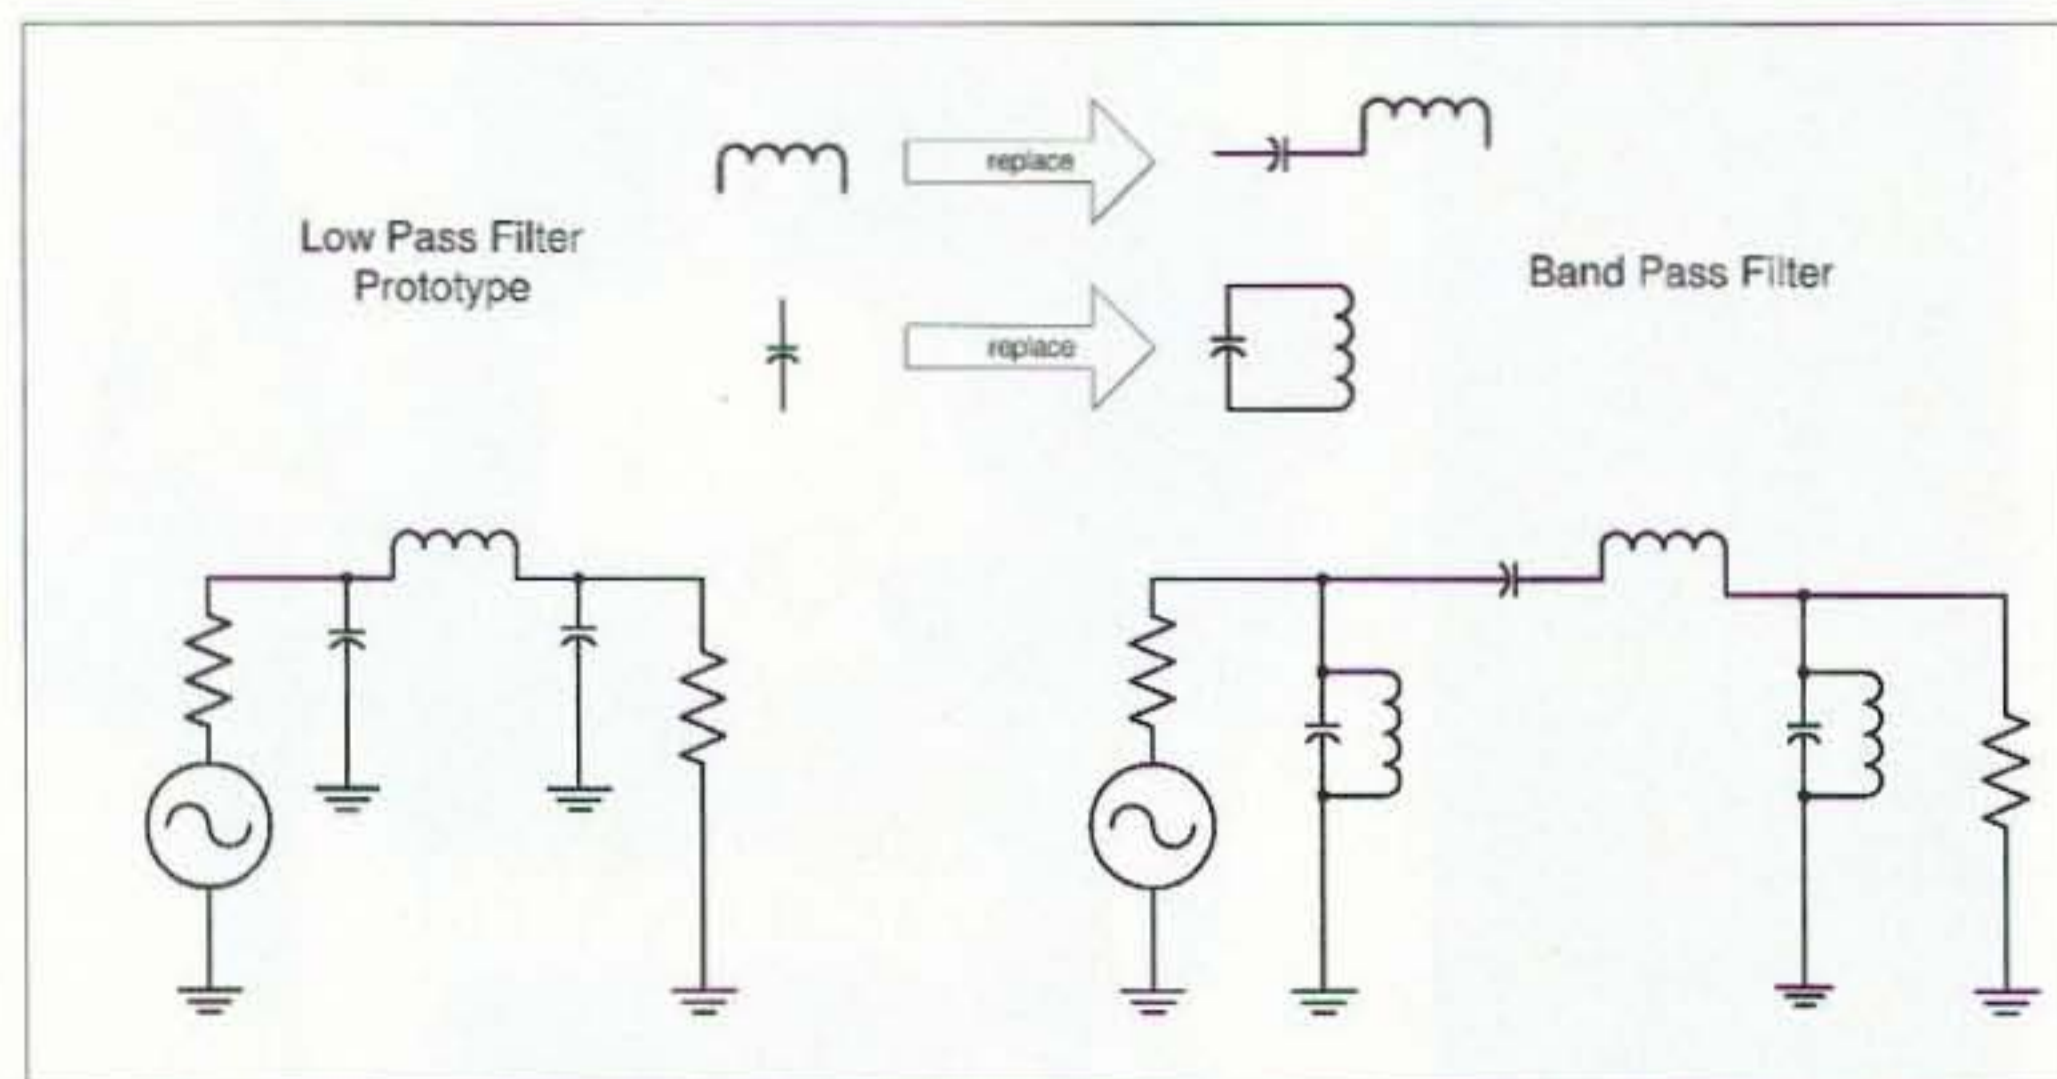 replace
Low Pass Filter
Prototype
Band Pass Filter
replace